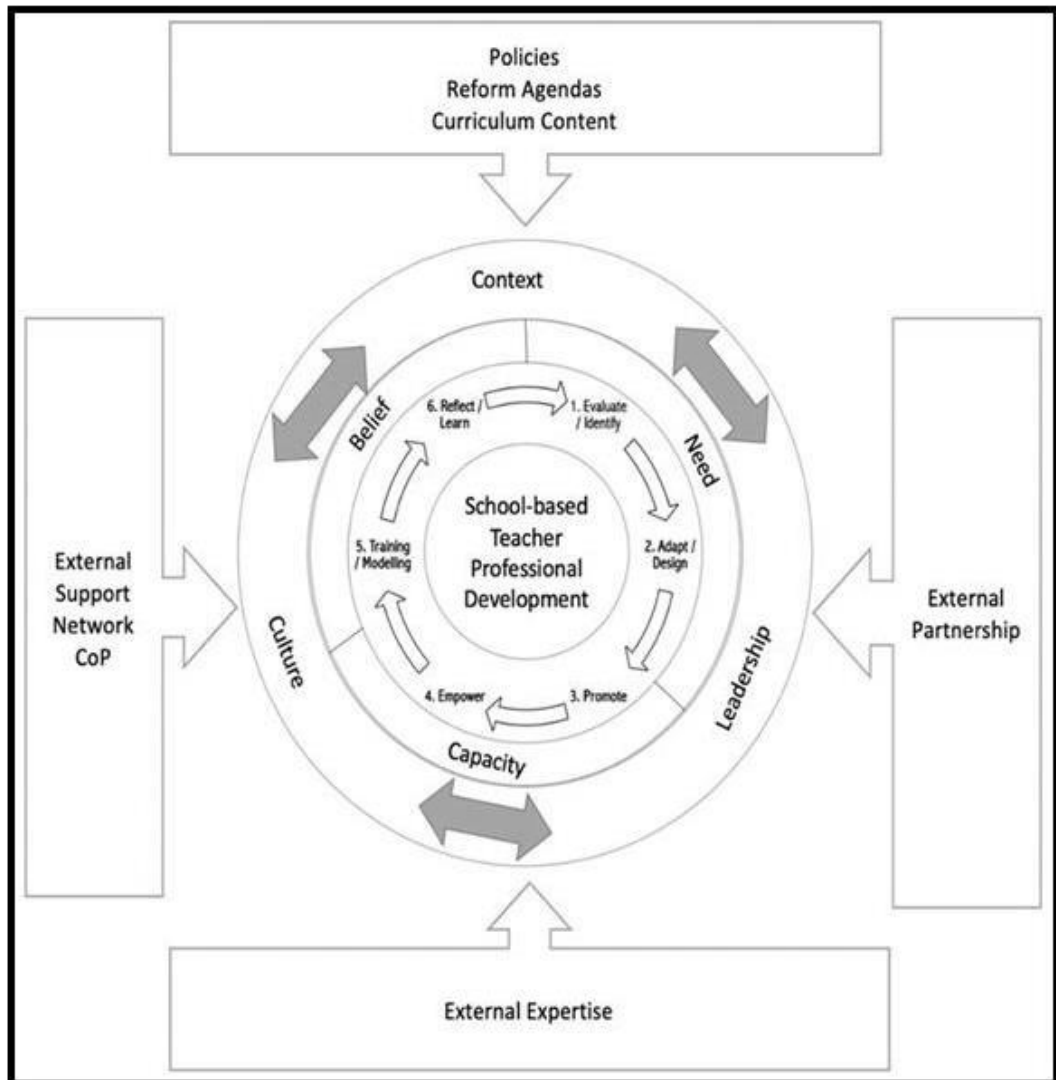 Policies
Reform Agendas
Curriculum Content
Context
Belief
Need
Culture
Leadership
Capacity
6. Reflect /
Learn
1. Evaluate
/ Identify
2. Adapt /
Design
3. Promote
4. Empower
5. Training
/ Modelling
School-based
Teacher
Professional
Development
External
Support
Network
CoP
External
Partnership
External Expertise